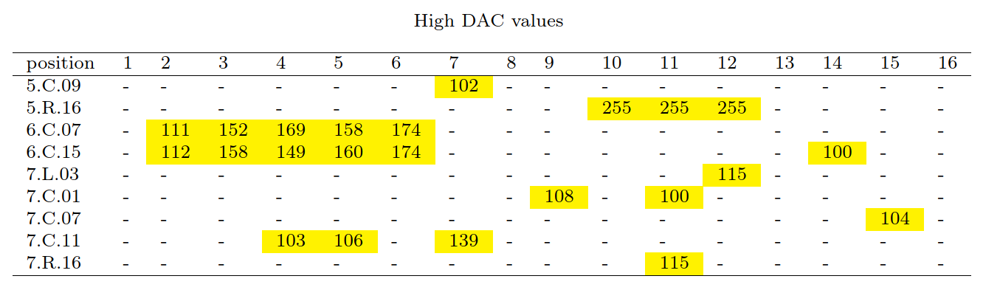 High DAC values
position 1 2 3 4 5 6 7 8 9 10 11 12 13 14 15 16
5.C.09 - - - - - - 102 - - - - - - - - -
5.R.16 - - - - - - - - - 255 255 255 - - - -
6.C.07 - 111 152 169 158 174 - - - - - - - - - -
6.C.15 - 112 158 149 160 174 - - - - - - - 100 - -
7.L.03 - - - - - - - - - - - 115 - - - -
7.C.01 - - - - - - - - 108 - 100 - - - - -
7.C.07 - - - - - - - - - - - - - - 104 -
7.C.11 - - - 103 106 - 139 - - - - - - - - -
7.R.16 - - - - - - - - - - 115 - - - - -